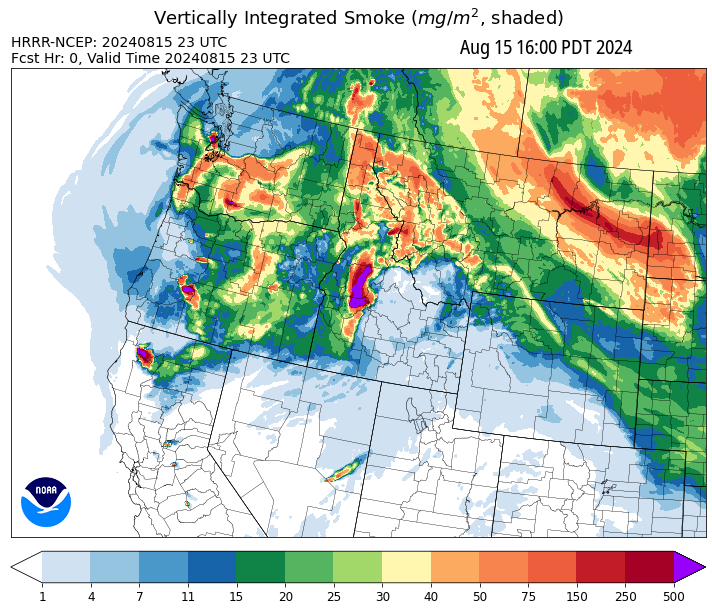 Vertically Integrated Smoke (mg/m², shaded)
HRRR-NCEP: 20240815 23 UTC
Fcst Hr: 0, Valid Time 20240815 23 UTC
Aug 15 16:00 PDT 2024
NOAA
1 4 7 11 15 20 25 30 40 50 75 150 250 500